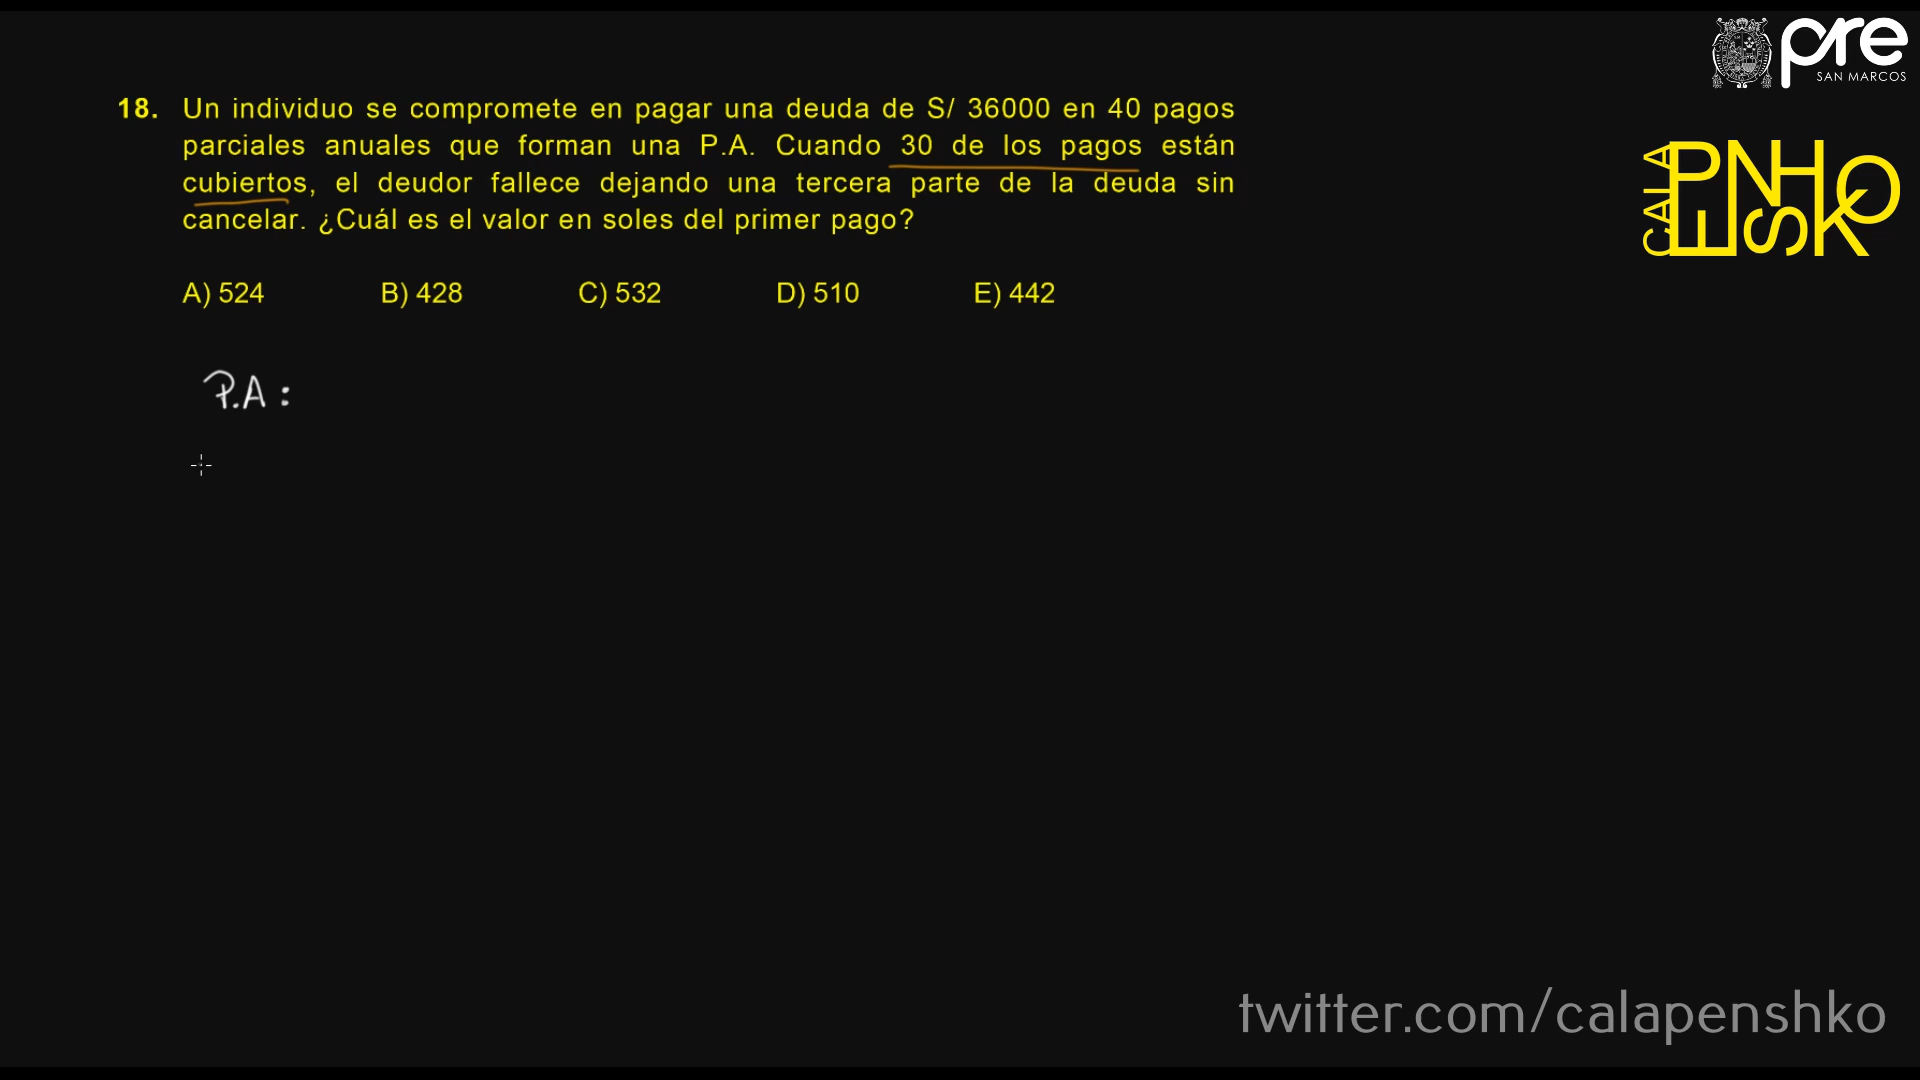 pre
SAN MARCOS
18. Un individuo se compromete en pagar una deuda de S/ 36000 en 40 pagos
parciales anuales que forman una P.A. Cuando 30 de los pagos están
cubiertos, el deudor fallece dejando una tercera parte de la deuda sin
cancelar. ¿Cuál es el valor en soles del primer pago?
CALAPENSHKO
A) 524 B) 428 C) 532 D) 510 E) 442
P.A :
twitter.com/calapenshko